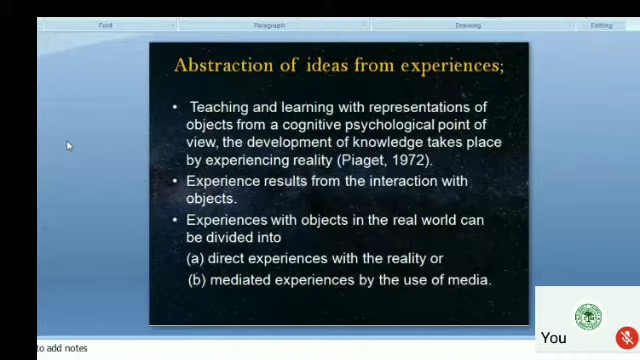 Font Paragraph Drawing Editing
Abstraction of ideas from experiences;
• Teaching and learning with representations of
objects from a cognitive psychological point of
view, the development of knowledge takes place
by experiencing reality (Piaget, 1972).
• Experience results from the interaction with
objects.
• Experiences with objects in the real world can
be divided into
(a) direct experiences with the reality or
(b) mediated experiences by the use of media.
You
to add notes